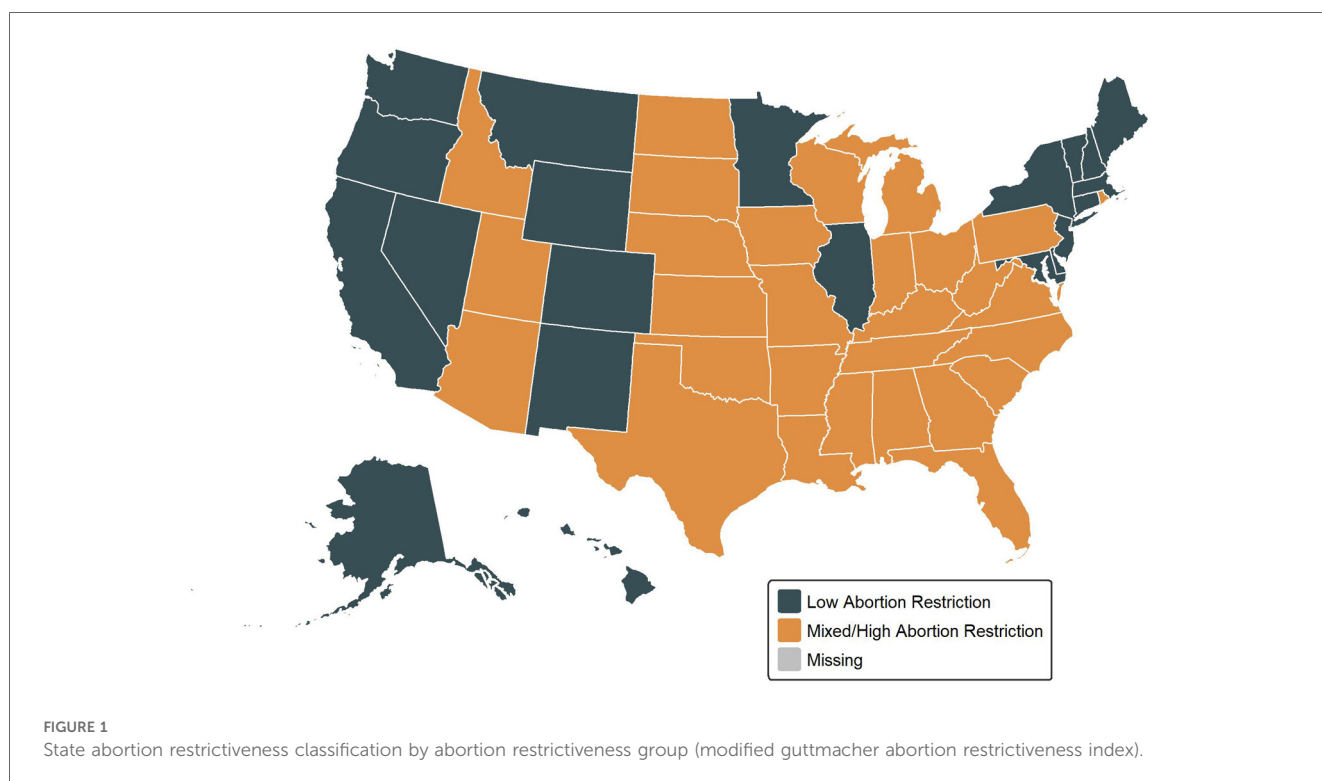 Low Abortion Restriction
Mixed/High Abortion Restriction
Missing
FIGURE 1
State abortion restrictiveness classification by abortion restrictiveness group (modified guttmacher abortion restrictiveness index).